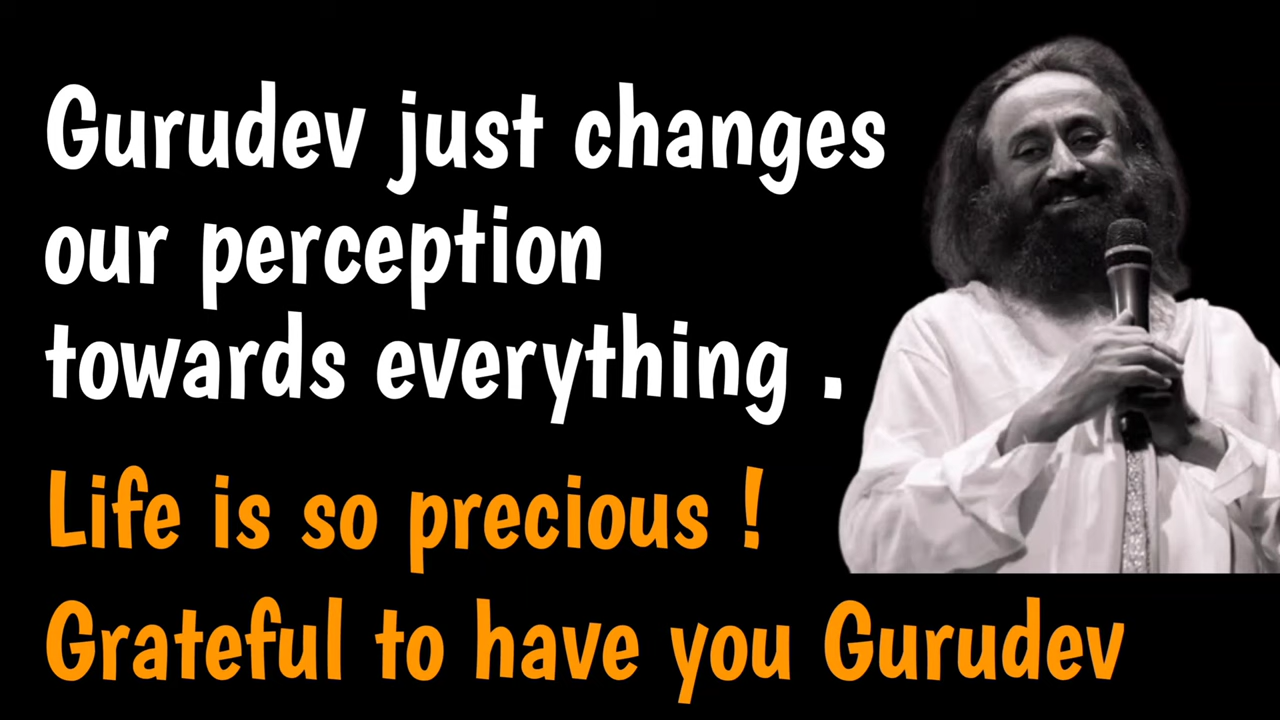 Gurudev just changes
our perception
towards everything .
Life is so precious !
Grateful to have you Gurudev